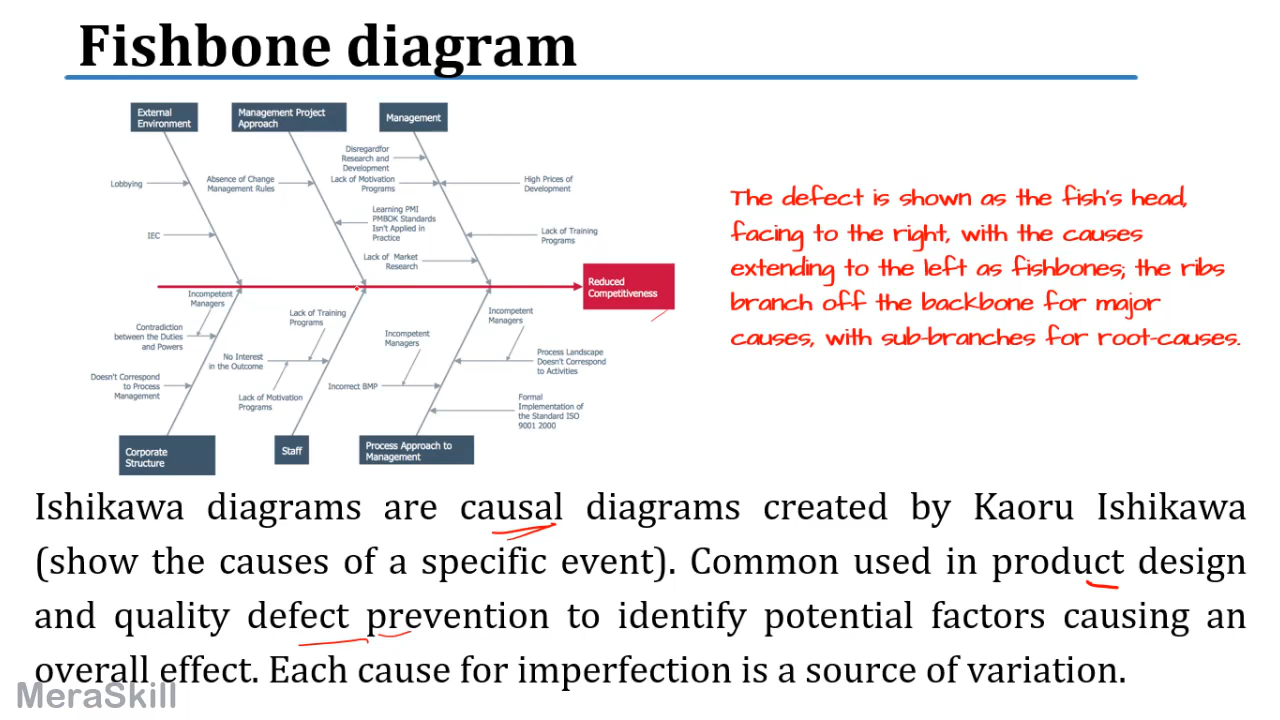 Fishbone diagram
External
Environment
Management Project
Approach
Management
Disregardfor
Research and
Development
Lobbying
Absence of Change
Management Rules
Lack of Motivation
Programs
High Prices of
Development
IEC
Learning PMI
PMBOK Standards
Isn't Applied in
Practice
Lack of Training
Programs
Lack of Market
Research
Reduced
Competitiveness
Incompetent
Managers
Contradiction
between the Duties
and Powers
Doesn't Correspond
to Process
Management
Lack of Training
Programs
No Interest
in the Outcome
Lack of Motivation
Programs
Incompetent
Managers
Incorrect BMP
Incompetent
Managers
Process Landscape
Doesn't Correspond
to Activities
Formal
Implementation of
the Standard ISO
9001 2000
Corporate
Structure
Staff
Process Approach to
Management
The defect is shown as the fish's head,
facing to the right, with the causes
extending to the left as fishbones; the ribs
branch off the backbone for major
causes, with sub-branches for root-causes.
Ishikawa diagrams are causal diagrams created by Kaoru Ishikawa
(show the causes of a specific event). Common used in product design
and quality defect prevention to identify potential factors causing an
overall effect. Each cause for imperfection is a source of variation.
MeraSkill